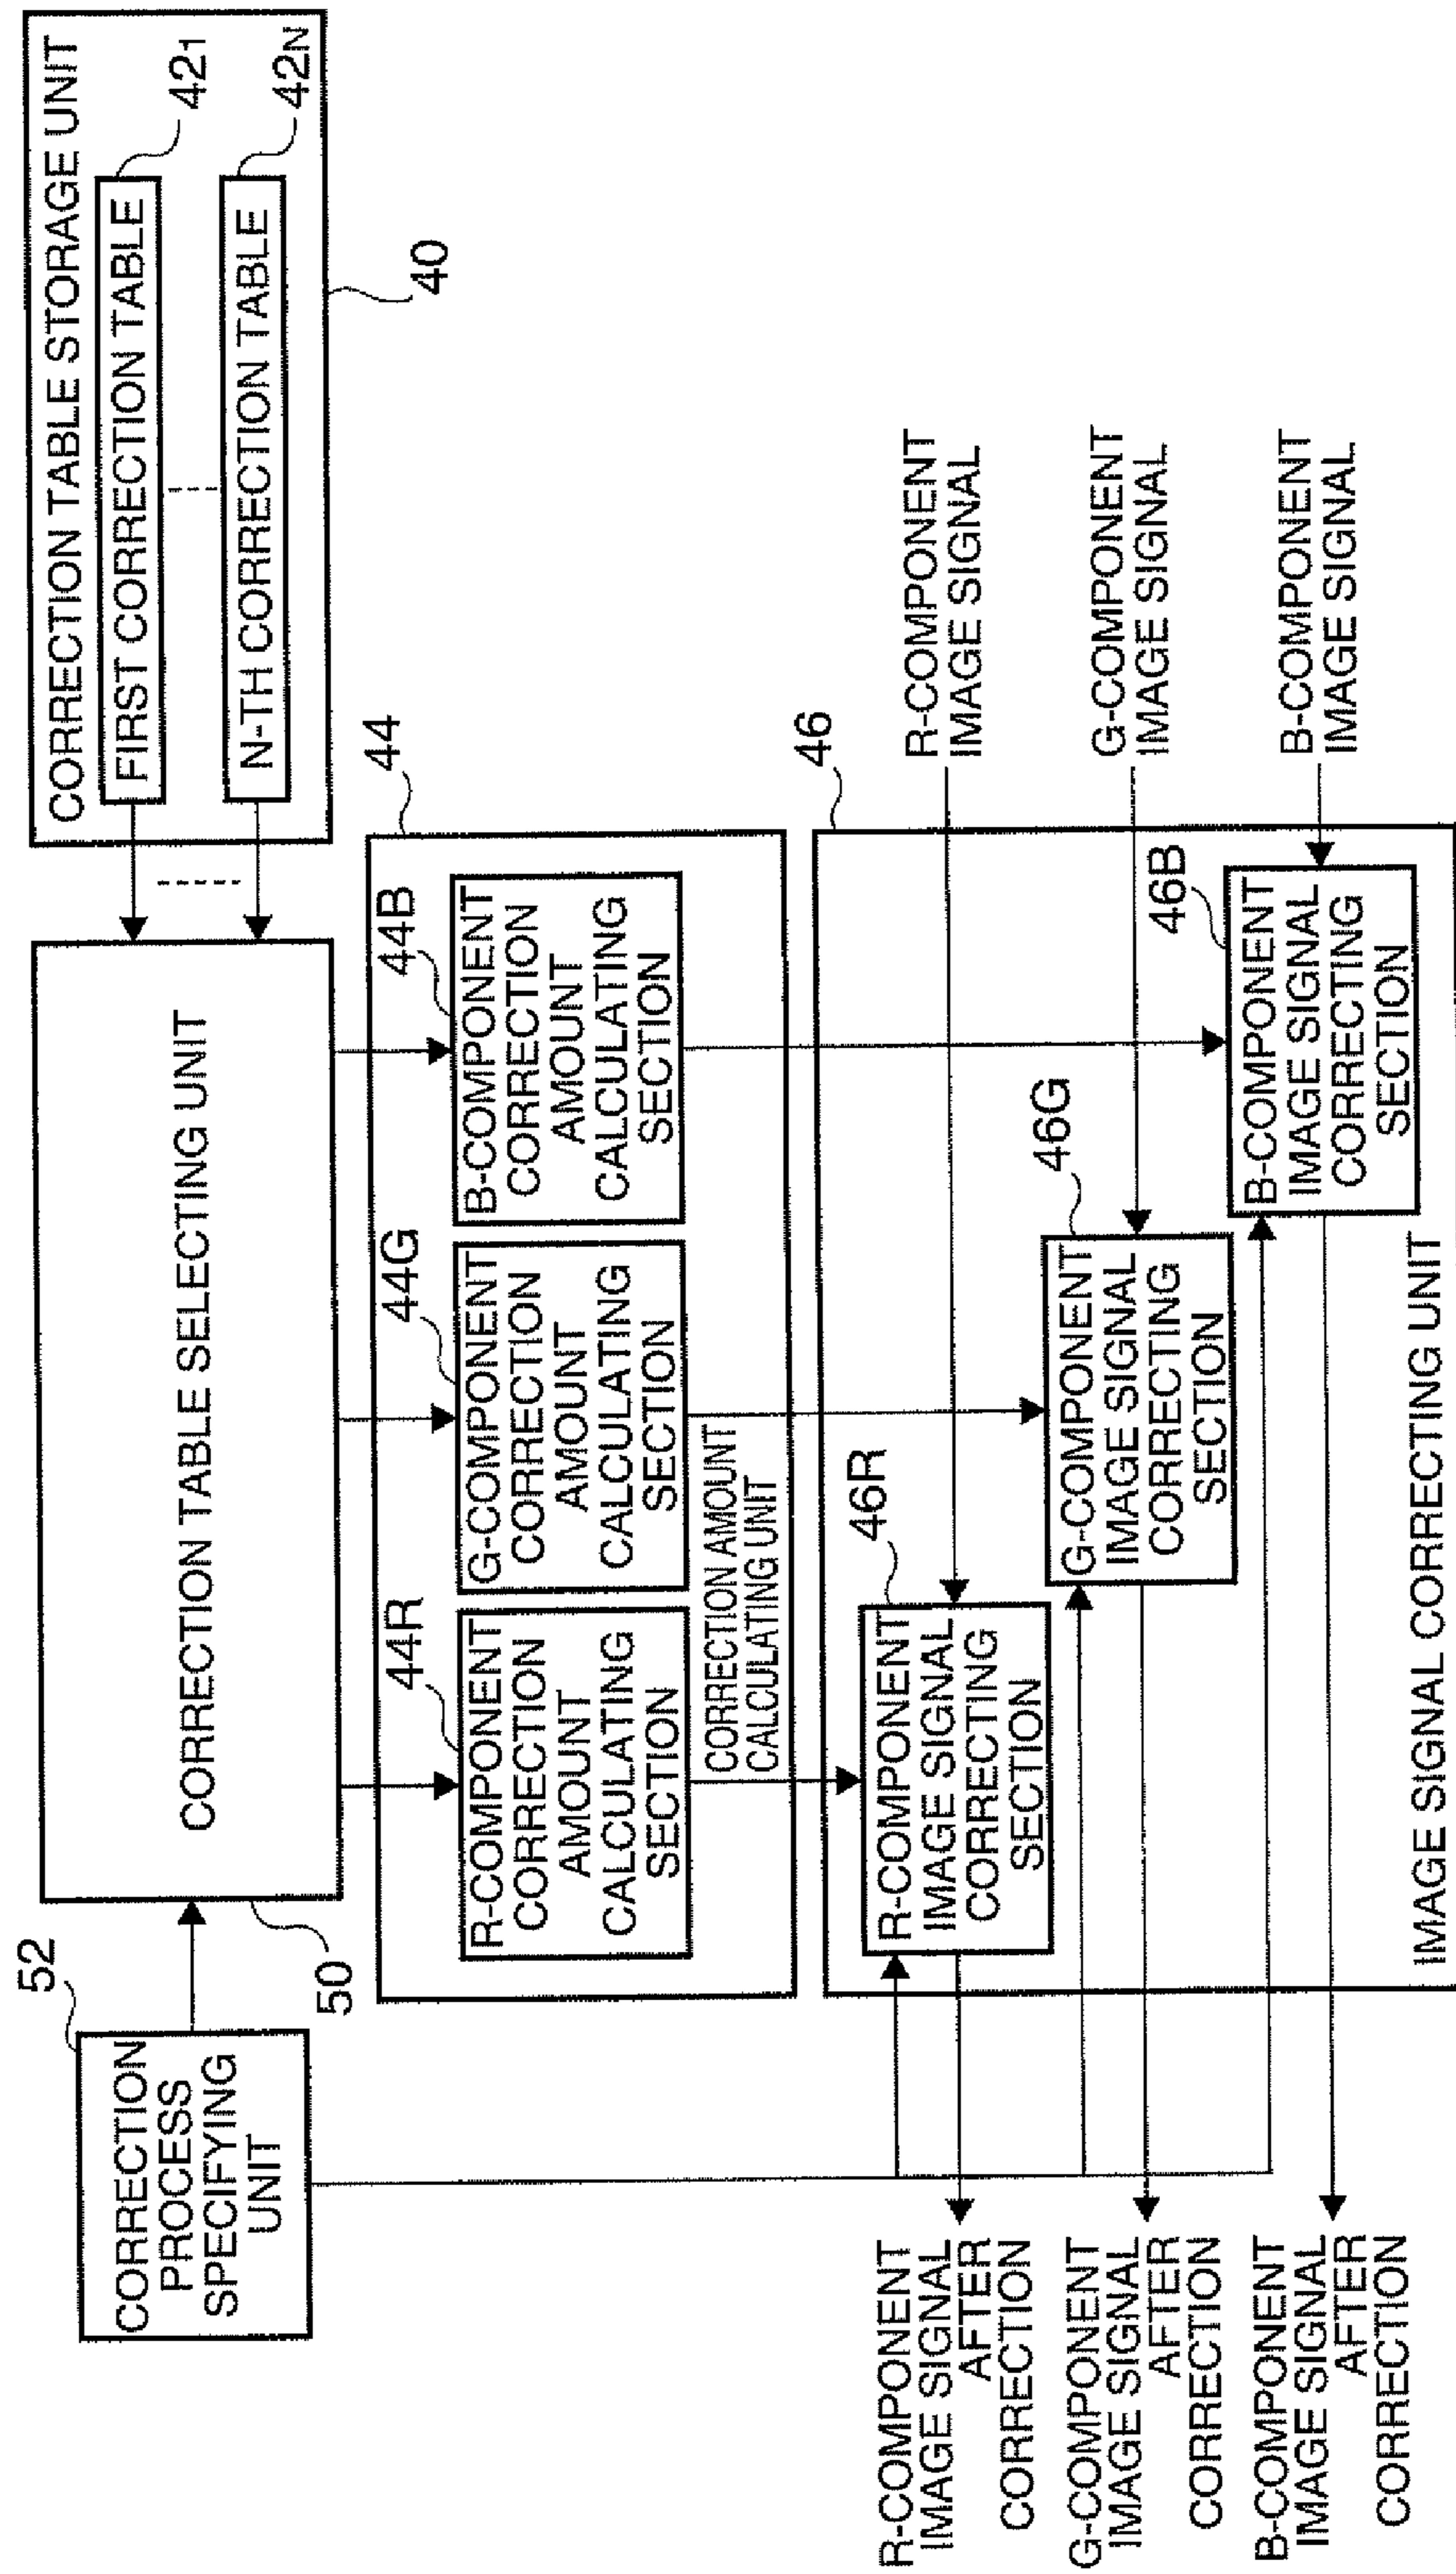 52
CORRECTION
PROCESS
SPECIFYING
UNIT
50
CORRECTION TABLE SELECTING UNIT
CORRECTION TABLE STORAGE UNIT
FIRST CORRECTION TABLE
421
N-TH CORRECTION TABLE
42N
40
44
44R
R-COMPONENT
CORRECTION
AMOUNT
CALCULATING
SECTION
44G
G-COMPONENT
CORRECTION
AMOUNT
CALCULATING
SECTION
44B
B-COMPONENT
CORRECTION
AMOUNT
CALCULATING
SECTION
CORRECTION AMOUNT
CALCULATING UNIT
46
46R
R-COMPONENT
IMAGE SIGNAL
CORRECTING
SECTION
46G
G-COMPONENT
IMAGE SIGNAL
CORRECTING
SECTION
46B
B-COMPONENT
IMAGE SIGNAL
CORRECTING
SECTION
IMAGE SIGNAL CORRECTING UNIT
R-COMPONENT
IMAGE SIGNAL
G-COMPONENT
IMAGE SIGNAL
B-COMPONENT
IMAGE SIGNAL
R-COMPONENT
IMAGE SIGNAL
AFTER
CORRECTION
G-COMPONENT
IMAGE SIGNAL
AFTER
CORRECTION
B-COMPONENT
IMAGE SIGNAL
AFTER
CORRECTION